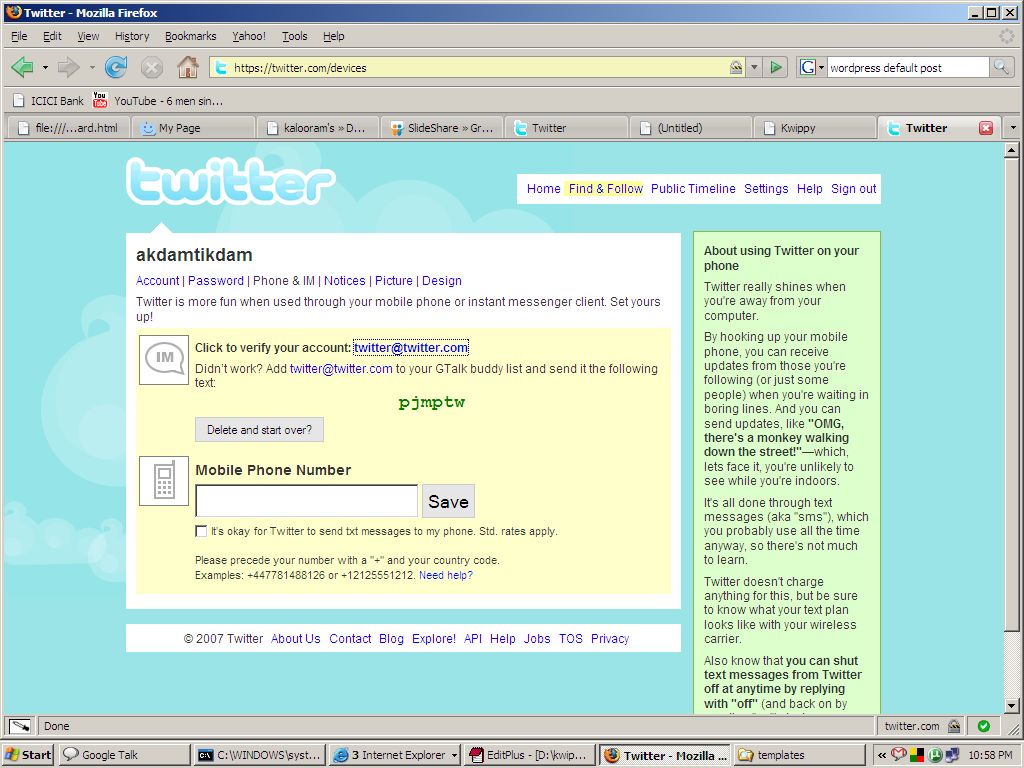 Twitter - Mozilla Firefox
File Edit View History Bookmarks Yahoo! Tools Help
https://twitter.com/devices
G wordpress default post
ICICI Bank You Tube YouTube - 6 men sin...
file:///...ard.html My Page kalooram's » D... SlideShare » Gr... Twitter (Untitled) Kwippy Twitter
twitter
Home Find & Follow Public Timeline Settings Help Sign out
akdamtikdam
Account | Password | Phone & IM | Notices | Picture | Design
Twitter is more fun when used through your mobile phone or instant messenger client. Set yours
up!
IM
Click to verify your account: twitter@twitter.com
Didn't work? Add twitter@twitter.com to your GTalk buddy list and send it the following
text:
pjmptw
Delete and start over?
Mobile Phone Number
Save
It's okay for Twitter to send txt messages to my phone. Std. rates apply.
Please precede your number with a "+" and your country code.
Examples: +447781488126 or +12125551212. Need help?
About using Twitter on your
phone
Twitter really shines when
you're away from your
computer.
By hooking up your mobile
phone, you can receive
updates from those you're
following (or just some
people) when you're waiting in
boring lines. And you can
send updates, like "OMG,
there's a monkey walking
down the street!"—which,
lets face it, you're unlikely to
see while you're indoors.
It's all done through text
messages (aka "sms"), which
you probably use all the time
anyway, so there's not much
to learn.
Twitter doesn't charge
anything for this, but be sure
to know what your text plan
looks like with your wireless
carrier.
Also know that you can shut
text messages from Twitter
off at anytime by replying
with "off" (and back on by
© 2007 Twitter About Us Contact Blog Explore! API Help Jobs TOS Privacy
Done twitter.com
Start Google Talk C:\WINDOWS\syst... 3 Internet Explorer EditPlus - [D:\kwip... Twitter - Mozilla ... templates « 10:58 PM